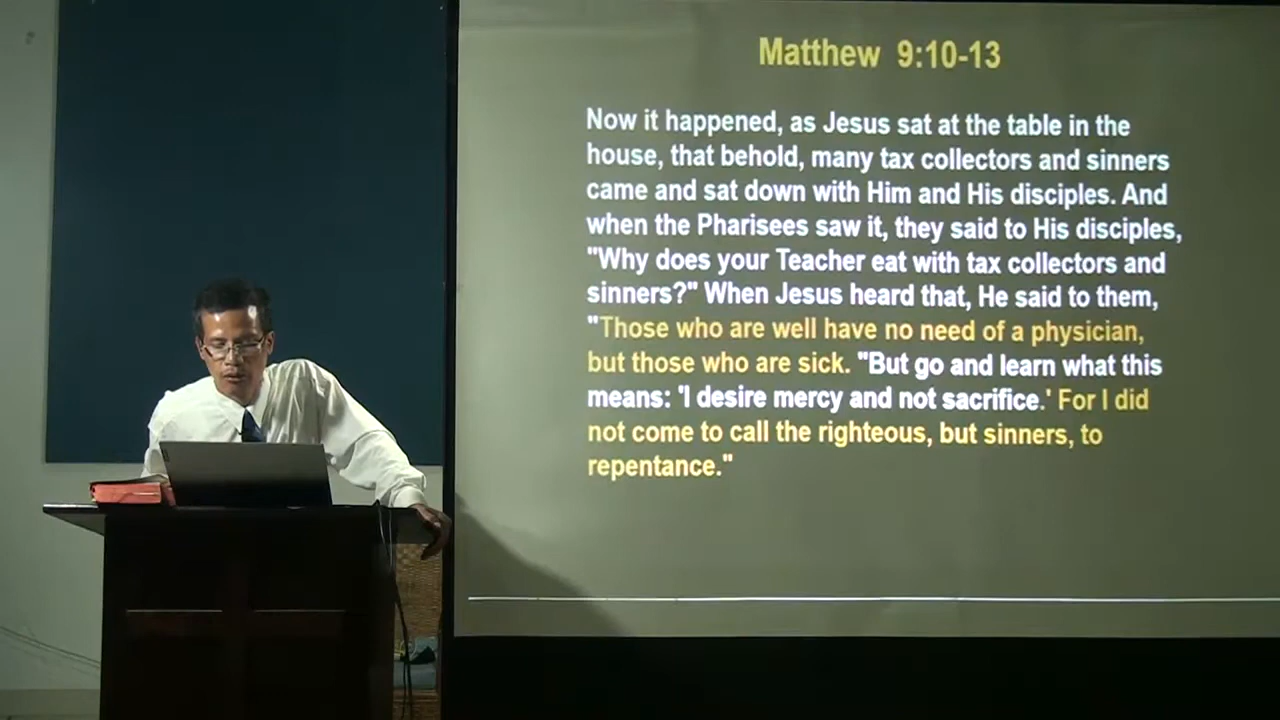 Matthew 9:10-13
Now it happened, as Jesus sat at the table in the
house, that behold, many tax collectors and sinners
came and sat down with Him and His disciples. And
when the Pharisees saw it, they said to His disciples,
"Why does your Teacher eat with tax collectors and
sinners?" When Jesus heard that, He said to them,
"Those who are well have no need of a physician,
but those who are sick. "But go and learn what this
means: 'I desire mercy and not sacrifice.' For I did
not come to call the righteous, but sinners, to
repentance."